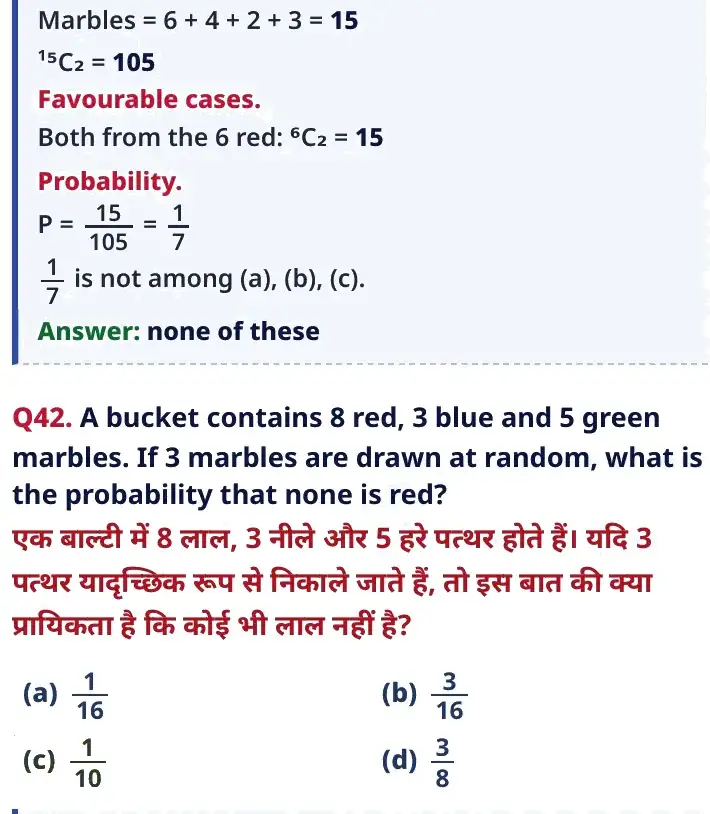 Marbles = 6 + 4 + 2 + 3 = 15
¹⁵C₂ = 105
Favourable cases.
Both from the 6 red: ⁶C₂ = 15
Probability.
P = 15/105 = 1/7
1/7 is not among (a), (b), (c).
Answer: none of these
Q42. A bucket contains 8 red, 3 blue and 5 green
marbles. If 3 marbles are drawn at random, what is
the probability that none is red?
एक बाल्टी में 8 लाल, 3 नीले और 5 हरे पत्थर होते हैं। यदि 3
पत्थर यादृच्छिक रूप से निकाले जाते हैं, तो इस बात की क्या
प्रायिकता है कि कोई भी लाल नहीं है?
(a) 1/16 (b) 3/16
(c) 1/10 (d) 3/8